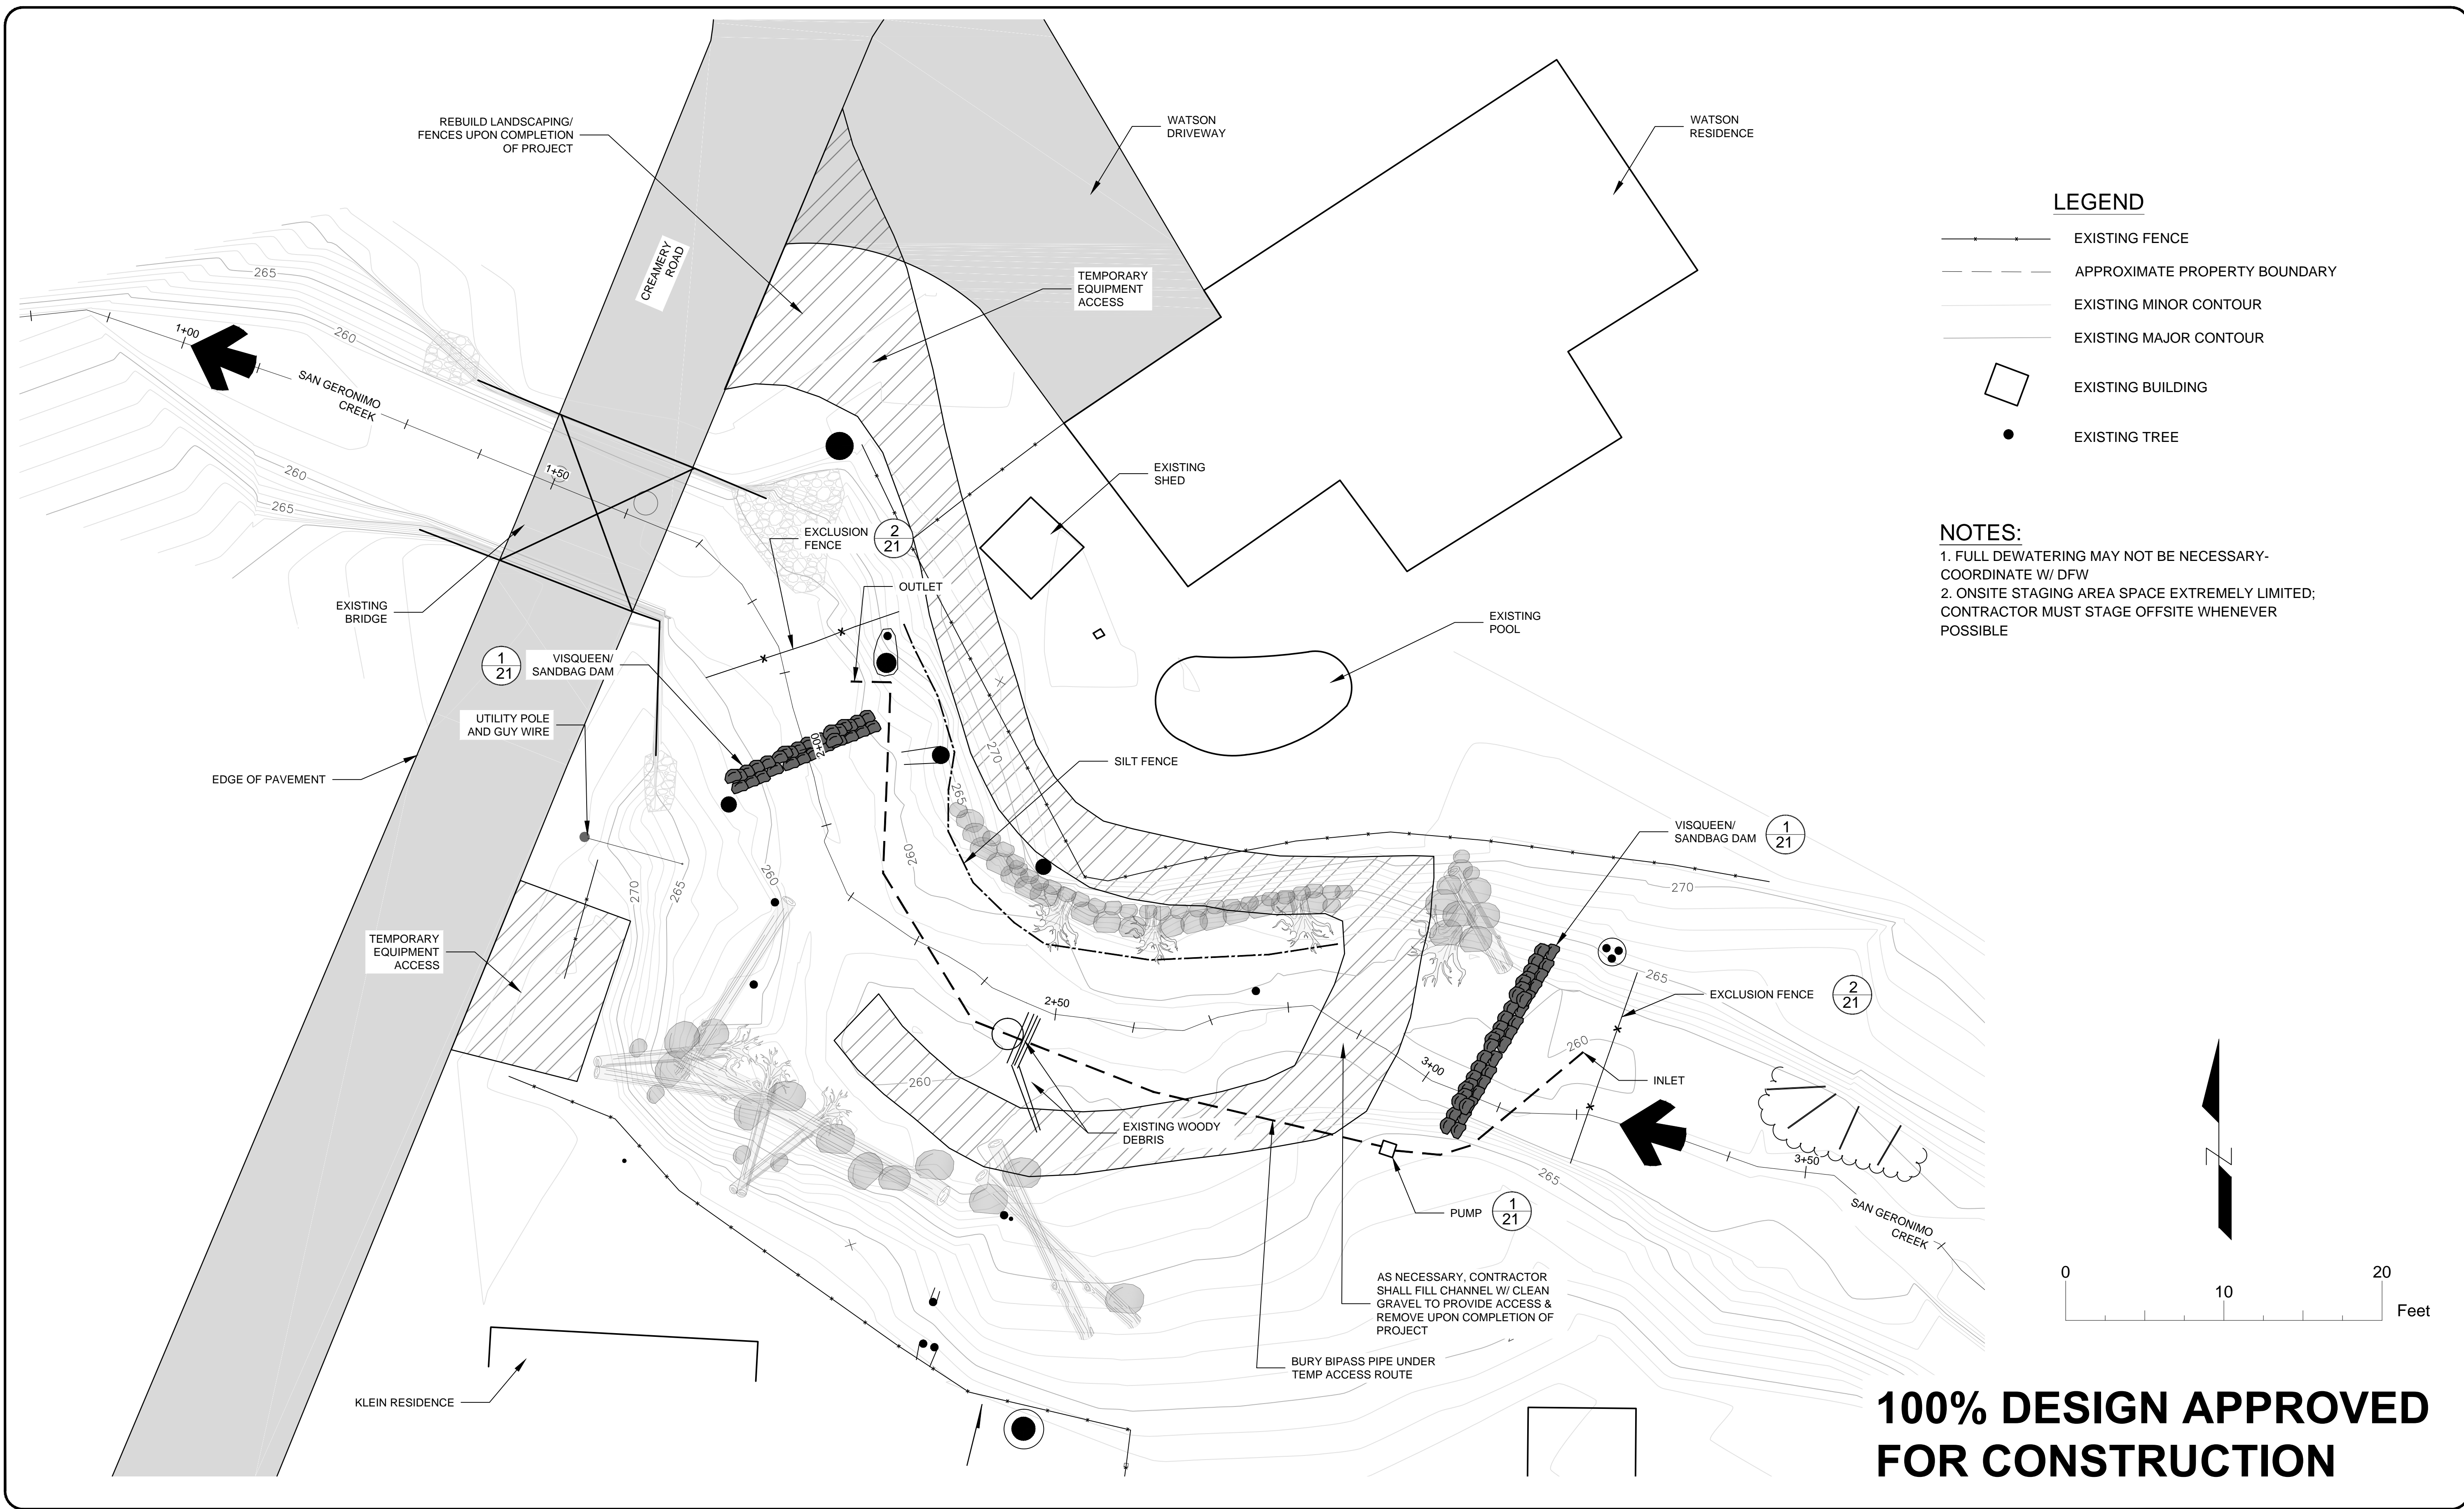 REBUILD LANDSCAPING/
FENCES UPON COMPLETION
OF PROJECT
WATSON
DRIVEWAY
WATSON
RESIDENCE
CREAMERY
ROAD
TEMPORARY
EQUIPMENT
ACCESS
265
260
1+00
SAN GERONIMO
CREEK
260
265
1+50
EXISTING
SHED
EXCLUSION
FENCE
2
21
OUTLET
EXISTING
BRIDGE
1
21
VISQUEEN/
SANDBAG DAM
UTILITY POLE
AND GUY WIRE
EDGE OF PAVEMENT
2+00
EXISTING
POOL
270
SILT FENCE
265
260
260
270
265
VISQUEEN/
SANDBAG DAM
1
21
270
TEMPORARY
EQUIPMENT
ACCESS
2+50
265
EXCLUSION FENCE
2
21
260
3+00
INLET
260
EXISTING WOODY
DEBRIS
3+50
265
SAN GERONIMO
CREEK
PUMP
1
21
AS NECESSARY, CONTRACTOR
SHALL FILL CHANNEL W/ CLEAN
GRAVEL TO PROVIDE ACCESS &
REMOVE UPON COMPLETION OF
PROJECT
BURY BIPASS PIPE UNDER
TEMP ACCESS ROUTE
KLEIN RESIDENCE
LEGEND
EXISTING FENCE
APPROXIMATE PROPERTY BOUNDARY
EXISTING MINOR CONTOUR
EXISTING MAJOR CONTOUR
EXISTING BUILDING
EXISTING TREE
NOTES:
1. FULL DEWATERING MAY NOT BE NECESSARY-
COORDINATE W/ DFW
2. ONSITE STAGING AREA SPACE EXTREMELY LIMITED;
CONTRACTOR MUST STAGE OFFSITE WHENEVER
POSSIBLE
N
0
10
20
Feet
100% DESIGN APPROVED
FOR CONSTRUCTION